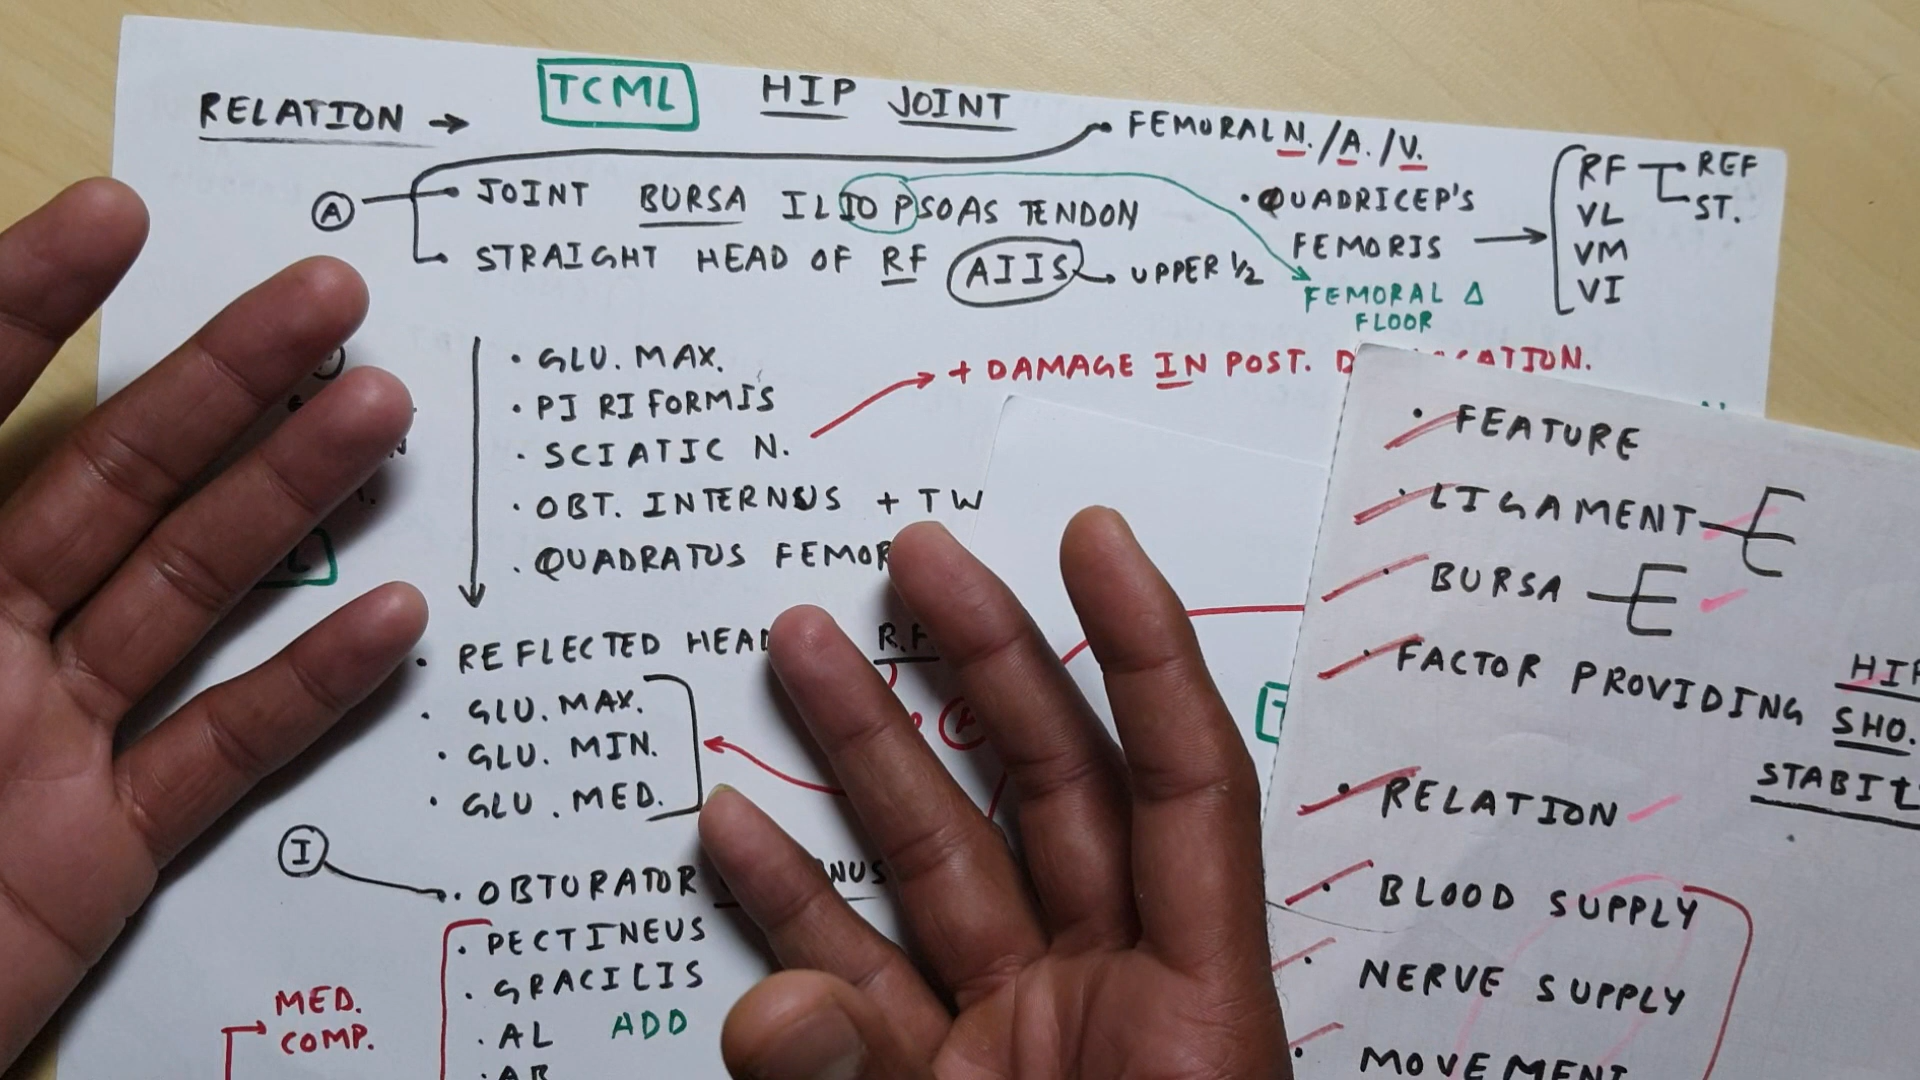 RELATION → TCML HIP JOINT
FEMORAL N. / A. / V.
A • JOINT BURSA ILIO PSOAS TENDON
• STRAIGHT HEAD OF RF AIIS UPPER 1/2
• QUADRICEP'S
FEMORIS →
RF REF
ST.
VL
VM
VI
FEMORAL Δ
FLOOR
• GLU. MAX.
• PIRIFORMIS
• SCIATIC N.
+ DAMAGE IN POST.
• OBT. INTERNUS + TW
• QUADRATUS FEMOR
• REFLECTED HEAD R.F.
• GLU. MAX.
• GLU. MIN.
• GLU. MED.
I • OBTURATOR
• PECTINEUS
• GRACILIS
• AL ADD
MED.
COMP.
• FEATURE
• LIGAMENT
• BURSA
• FACTOR PROVIDING HIP
SHO.
STABIL
• RELATION
• BLOOD SUPPLY
• NERVE SUPPLY
• MOVEMENT